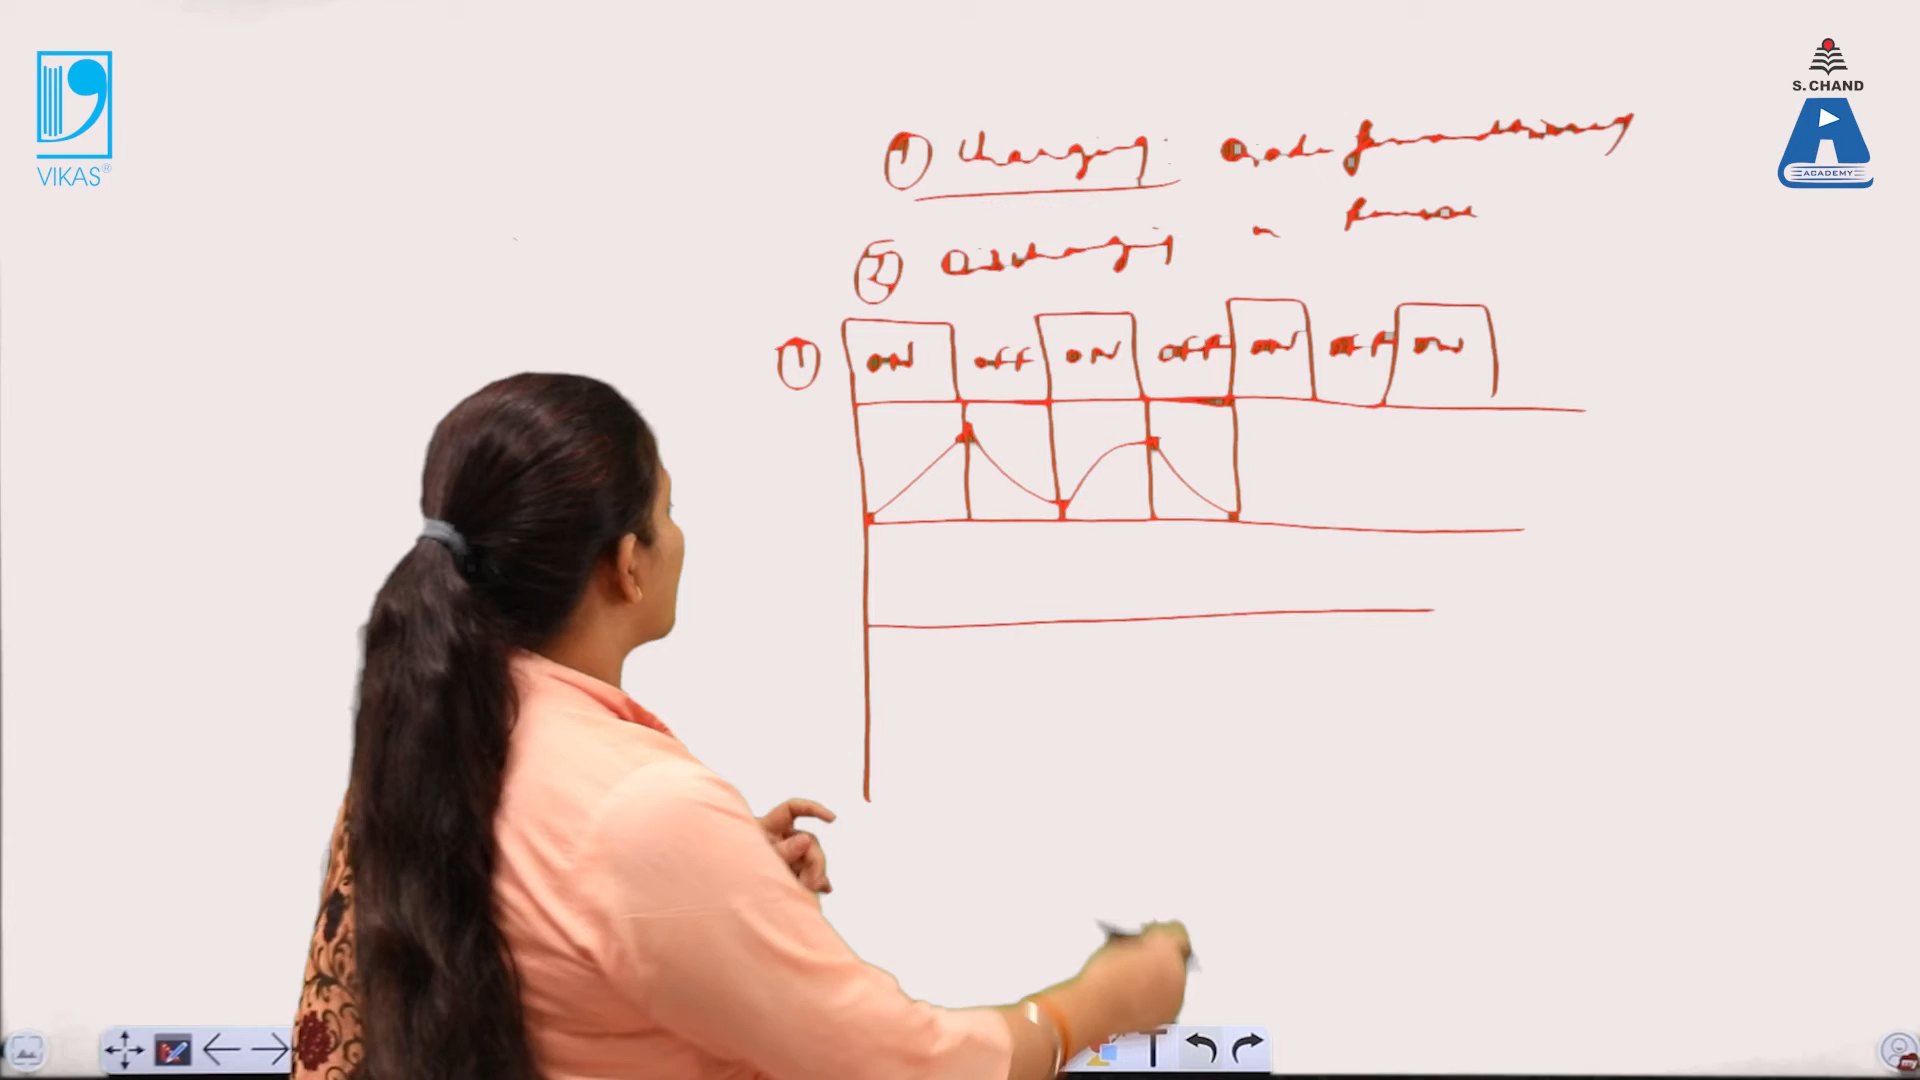 VIKAS®
S. CHAND
ACADEMY
① Charging :
② Discharging
① ON OFF ON OFF ON OFF ON
T